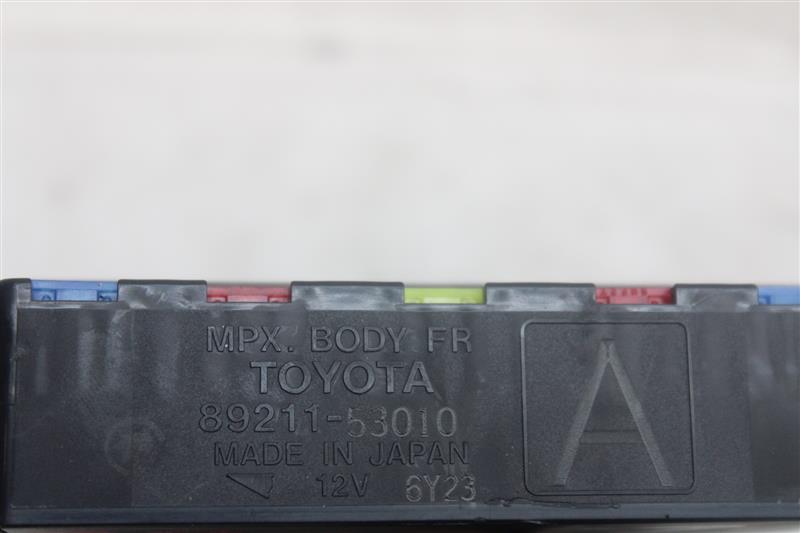 MPX. BODY FR
TOYOTA
89211-53010
MADE IN JAPAN
12V 6Y23
A